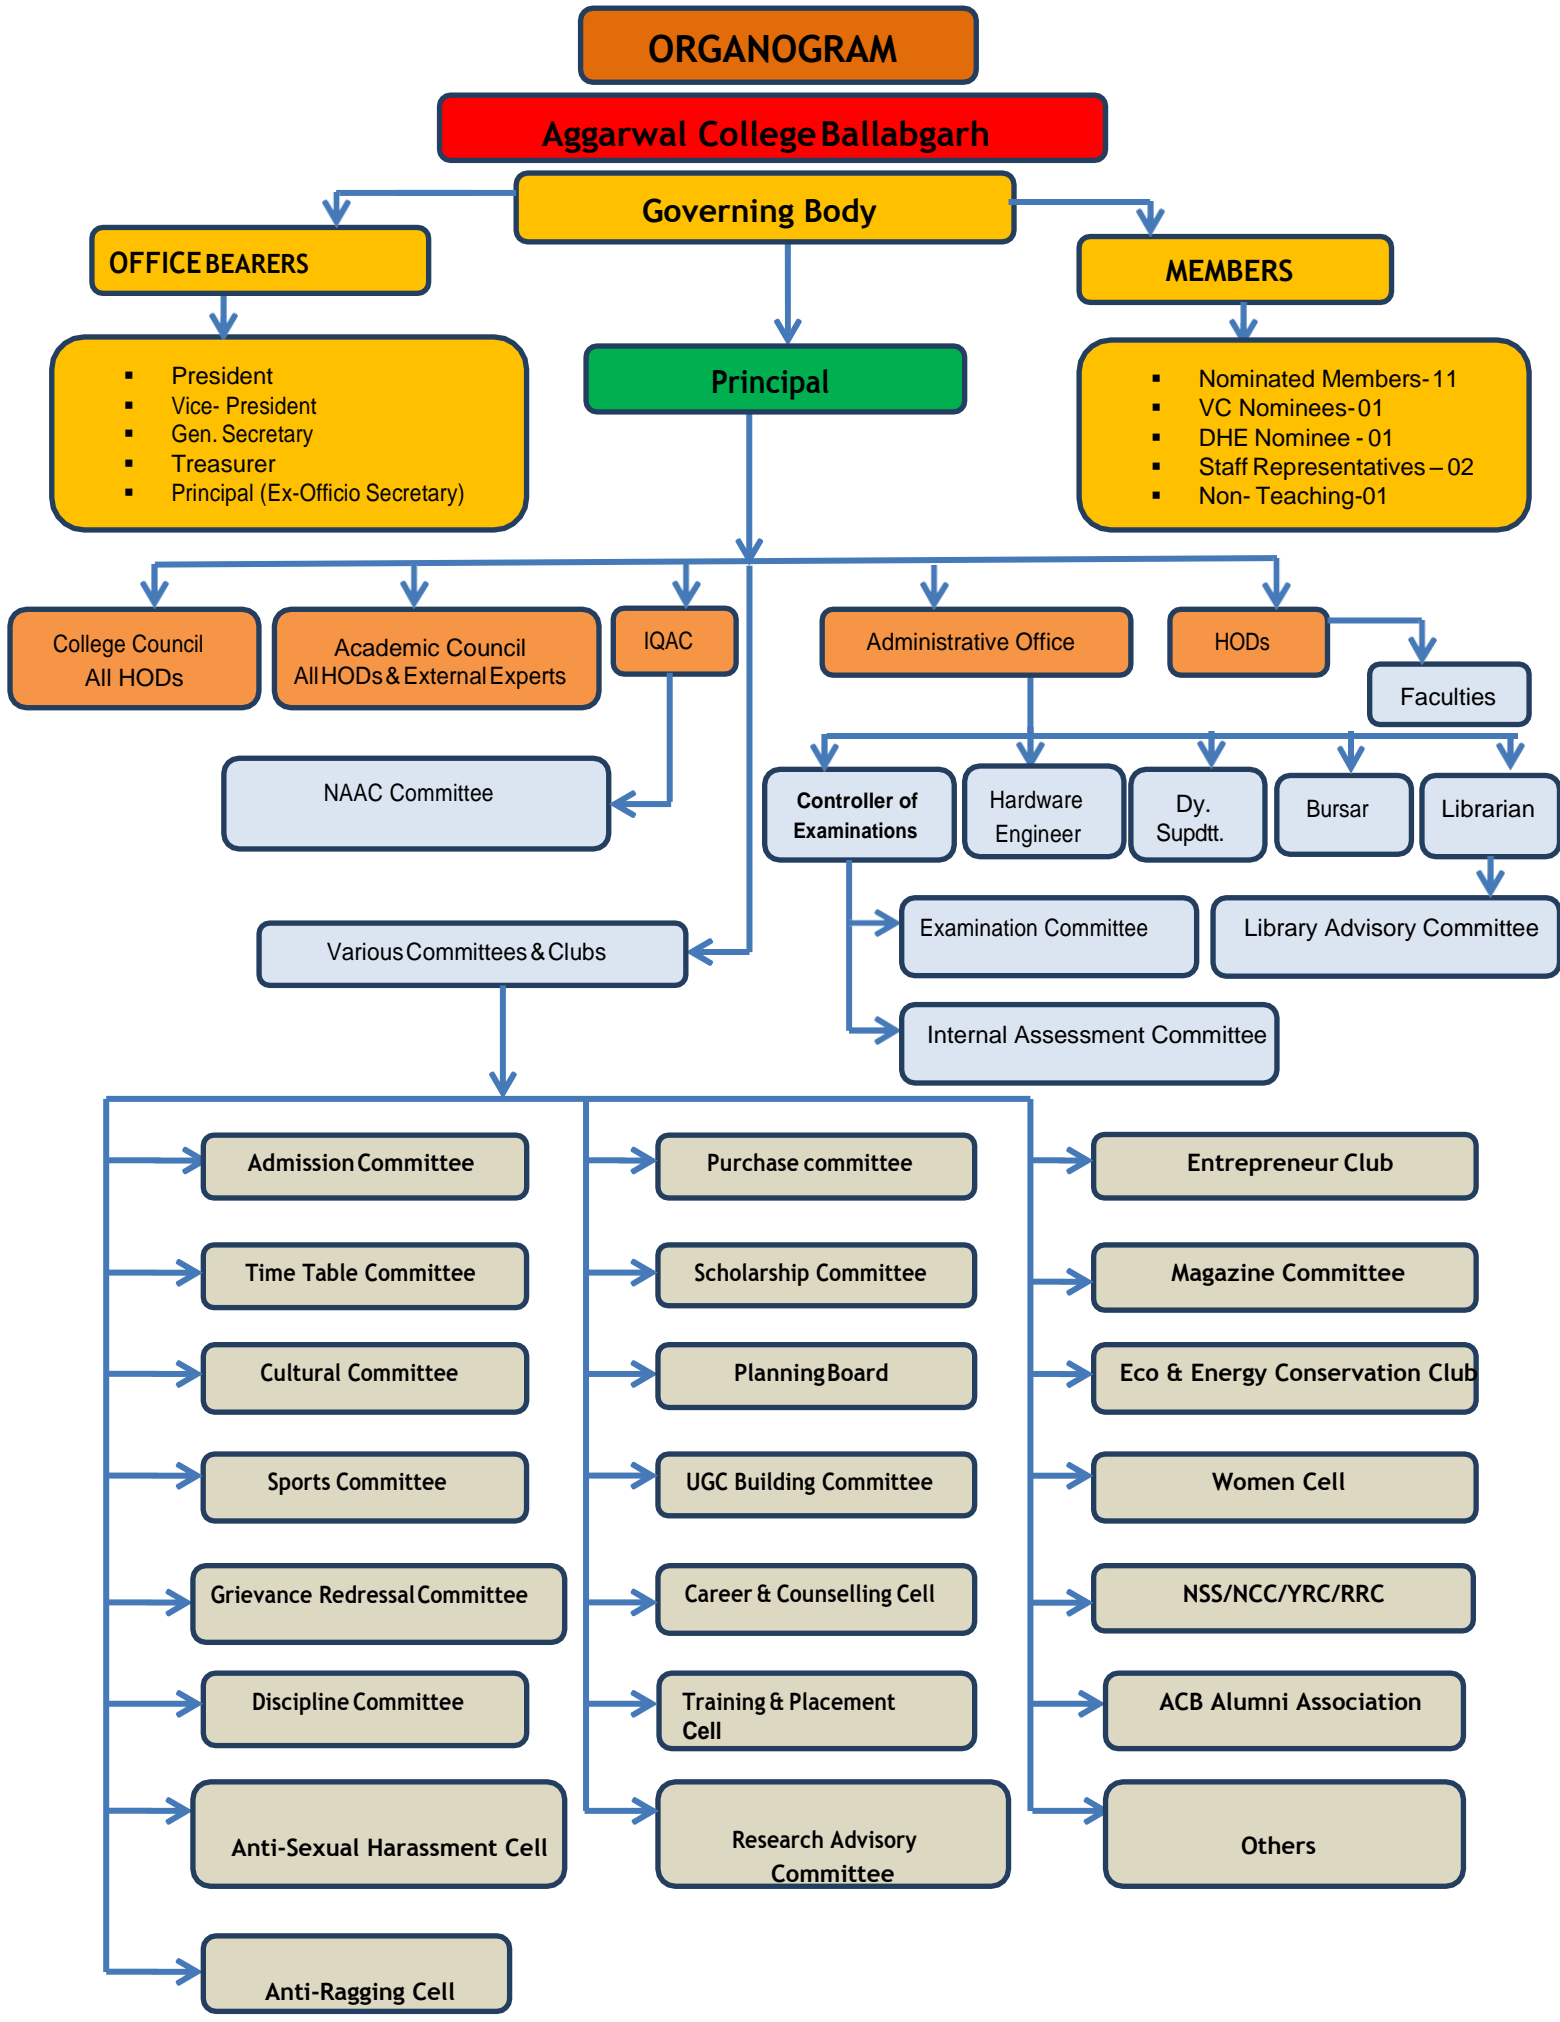 ORGANOGRAM
Aggarwal College Ballabgarh
Governing Body
OFFICE BEARERS
MEMBERS
▪ President
▪ Vice- President
▪ Gen. Secretary
▪ Treasurer
▪ Principal (Ex-Officio Secretary)
Principal
▪ Nominated Members-11
▪ VC Nominees-01
▪ DHE Nominee - 01
▪ Staff Representatives – 02
▪ Non- Teaching-01
College Council
All HODs
Academic Council
All HODs & External Experts
IQAC
Administrative Office
HODs
Faculties
NAAC Committee
Controller of
Examinations
Hardware
Engineer
Dy.
Supdtt.
Bursar
Librarian
Various Committees & Clubs
Examination Committee
Library Advisory Committee
Internal Assessment Committee
Admission Committee
Purchase committee
Entrepreneur Club
Time Table Committee
Scholarship Committee
Magazine Committee
Cultural Committee
Planning Board
Eco & Energy Conservation Club
Sports Committee
UGC Building Committee
Women Cell
Grievance Redressal Committee
Career & Counselling Cell
NSS/NCC/YRC/RRC
Discipline Committee
Training & Placement
Cell
ACB Alumni Association
Anti-Sexual Harassment Cell
Research Advisory
Committee
Others
Anti-Ragging Cell